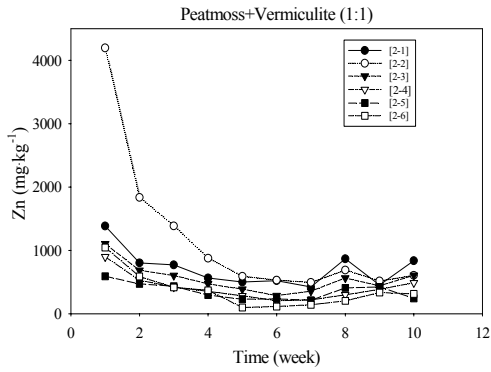 Peatmoss+Vermiculite (1:1)
Zn (mg·kg-1)
4000
3000
2000
1000
0
[2-1]
[2-2]
[2-3]
[2-4]
[2-5]
[2-6]
0 2 4 6 8 10 12
Time (week)